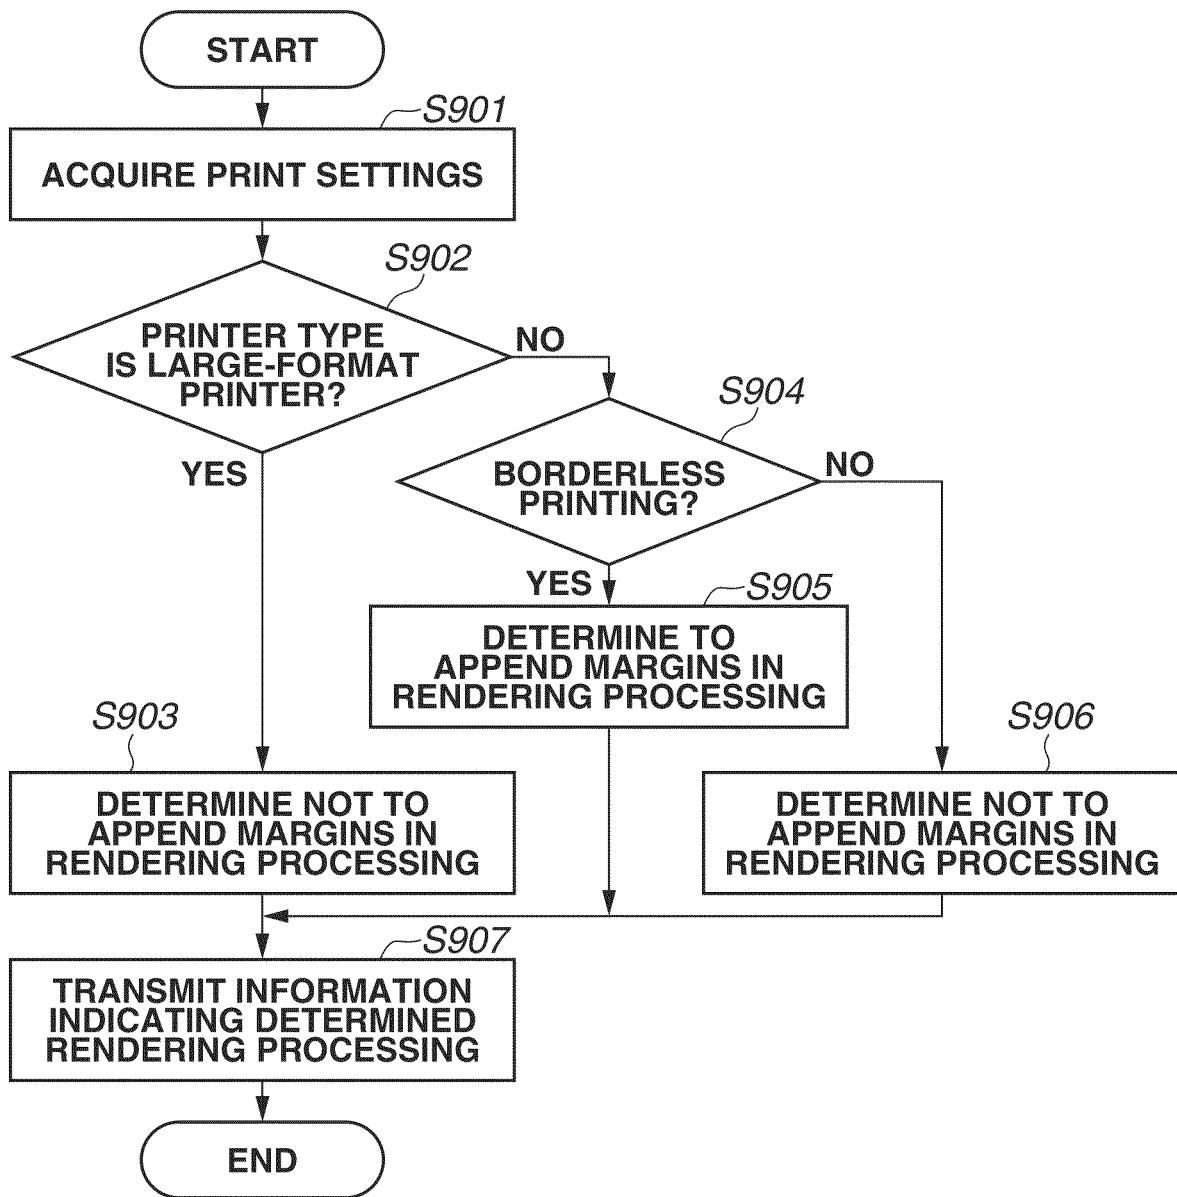 START
S901
ACQUIRE PRINT SETTINGS
S902
PRINTER TYPE
IS LARGE-FORMAT
PRINTER?
NO
YES
S904
BORDERLESS
PRINTING?
NO
YES
S905
DETERMINE TO
APPEND MARGINS IN
RENDERING PROCESSING
S903
DETERMINE NOT TO
APPEND MARGINS IN
RENDERING PROCESSING
S906
DETERMINE NOT TO
APPEND MARGINS IN
RENDERING PROCESSING
S907
TRANSMIT INFORMATION
INDICATING DETERMINED
RENDERING PROCESSING
END